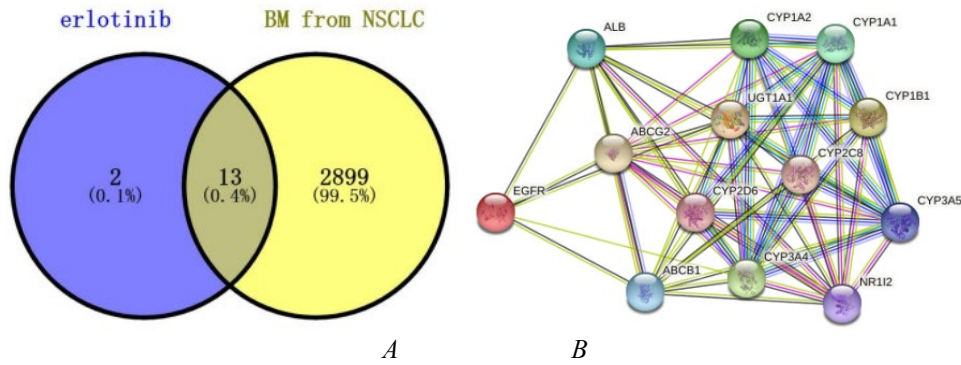 erlotinib
BM from NSCLC
2
(0.1%)
13
(0.4%)
2899
(99.5%)
ALB
CYP1A2
CYP1A1
UGT1A1
CYP1B1
ABCG2
CYP2C8
EGFR
CYP2D6
CYP3A5
CYP3A4
ABCB1
NR1I2
A
B